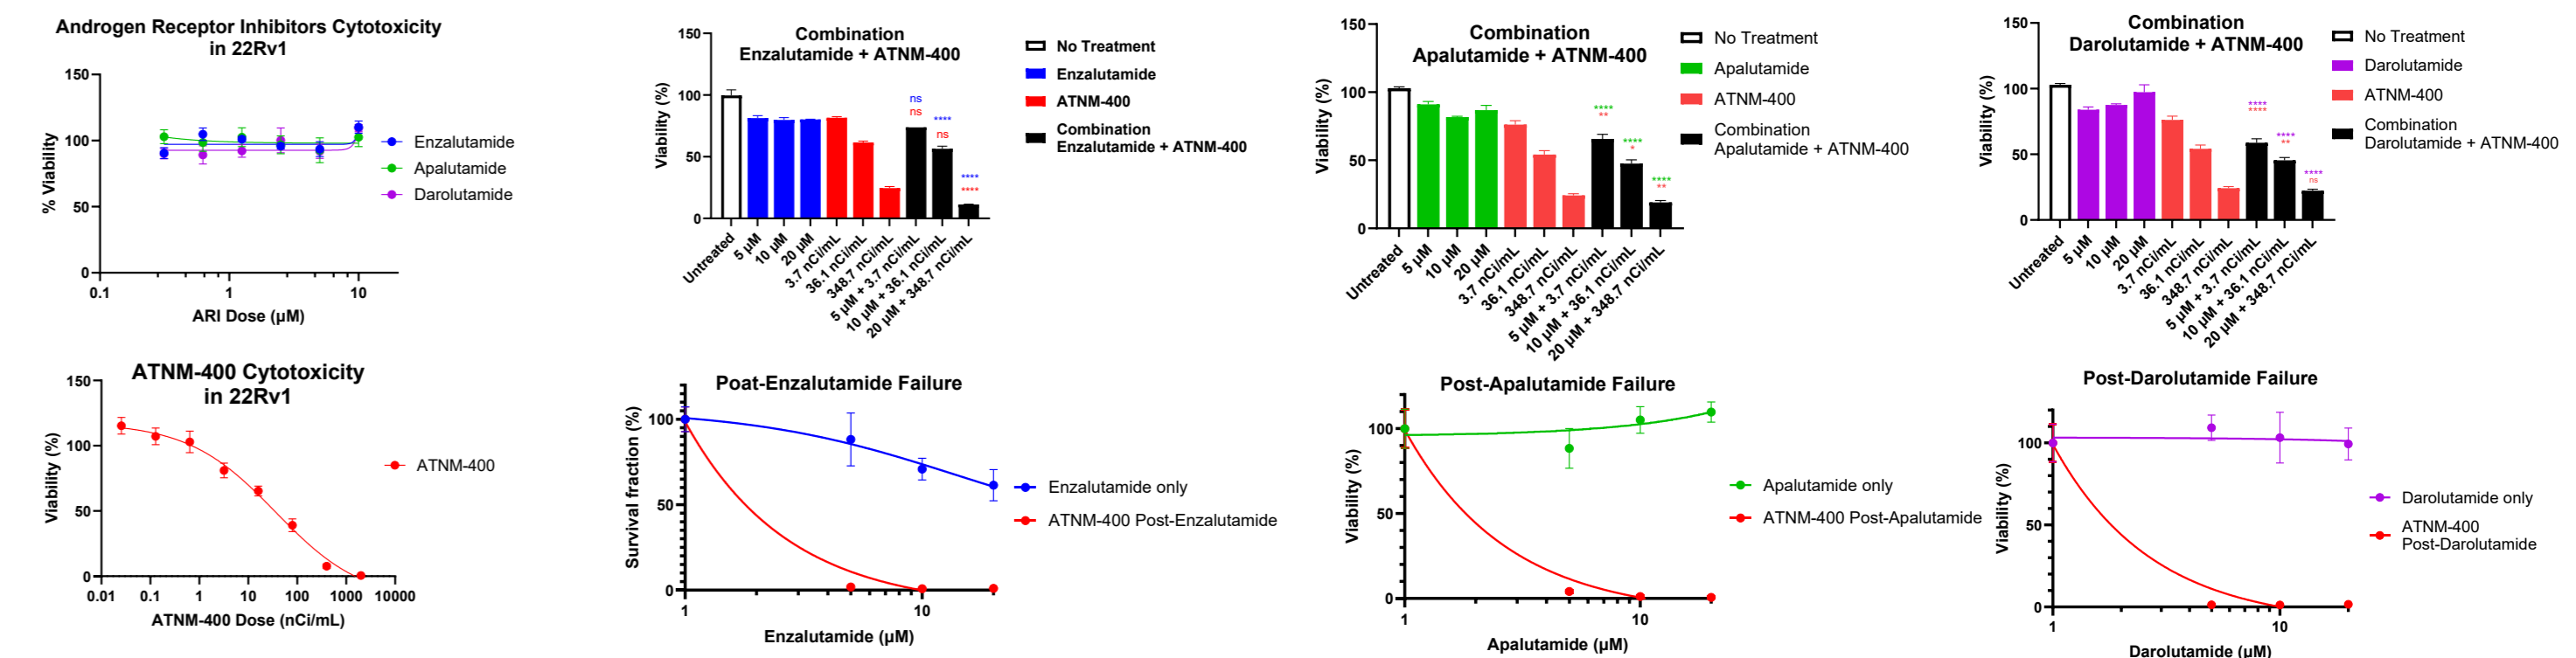 Androgen Receptor Inhibitors Cytotoxicity
in 22Rv1
150
100
50
0
% Viability
0.1
1
10
ARI Dose (µM)
Enzalutamide
Apalutamide
Darolutamide
Combination
Enzalutamide + ATNM-400
150
100
50
0
Viability (%)
ns
ns
****
ns
****
****
Untreated
5 µM
10 µM
20 µM
3.7 nCi/mL
36.1 nCi/mL
348.7 nCi/mL
5 µM + 3.7 nCi/mL
10 µM + 36.1 nCi/mL
20 µM + 348.7 nCi/mL
No Treatment
Enzalutamide
ATNM-400
Combination
Enzalutamide + ATNM-400
Combination
Apalutamide + ATNM-400
150
100
50
0
Viability (%)
****
**
****
*
****
**
Untreated
5 µM
10 µM
20 µM
3.7 nCi/mL
36.1 nCi/mL
348.7 nCi/mL
5 µM + 3.7 nCi/mL
10 µM + 36.1 nCi/mL
20 µM + 348.7 nCi/mL
No Treatment
Apalutamide
ATNM-400
Combination
Apalutamide + ATNM-400
Combination
Darolutamide + ATNM-400
150
100
50
0
Viability (%)
****
****
****
**
****
ns
Untreated
5 µM
10 µM
20 µM
3.7 nCi/mL
36.1 nCi/mL
348.7 nCi/mL
5 µM + 3.7 nCi/mL
10 µM + 36.1 nCi/mL
20 µM + 348.7 nCi/mL
No Treatment
Darolutamide
ATNM-400
Combination
Darolutamide + ATNM-400
ATNM-400 Cytotoxicity
in 22Rv1
150
100
50
0
Viability (%)
0.01
0.1
1
10
100
1000
10000
ATNM-400 Dose (nCi/mL)
ATNM-400
Poat-Enzalutamide Failure
100
50
0
Survival fraction (%)
1
10
Enzalutamide (µM)
Enzalutamide only
ATNM-400 Post-Enzalutamide
Post-Apalutamide Failure
100
50
0
Viability (%)
1
10
Apalutamide (µM)
Apalutamide only
ATNM-400 Post-Apalutamide
Post-Darolutamide Failure
100
50
0
Viability (%)
1
10
Darolutamide (µM)
Darolutamide only
ATNM-400
Post-Darolutamide